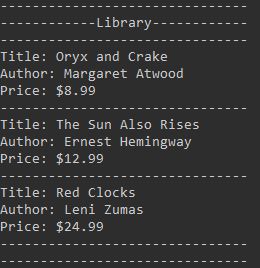 -------------------------------
------------Library------------
-------------------------------
Title: Oryx and Crake
Author: Margaret Atwood
Price: $8.99
-------------------------------
Title: The Sun Also Rises
Author: Ernest Hemingway
Price: $12.99
-------------------------------
Title: Red Clocks
Author: Leni Zumas
Price: $24.99
-------------------------------
-------------------------------